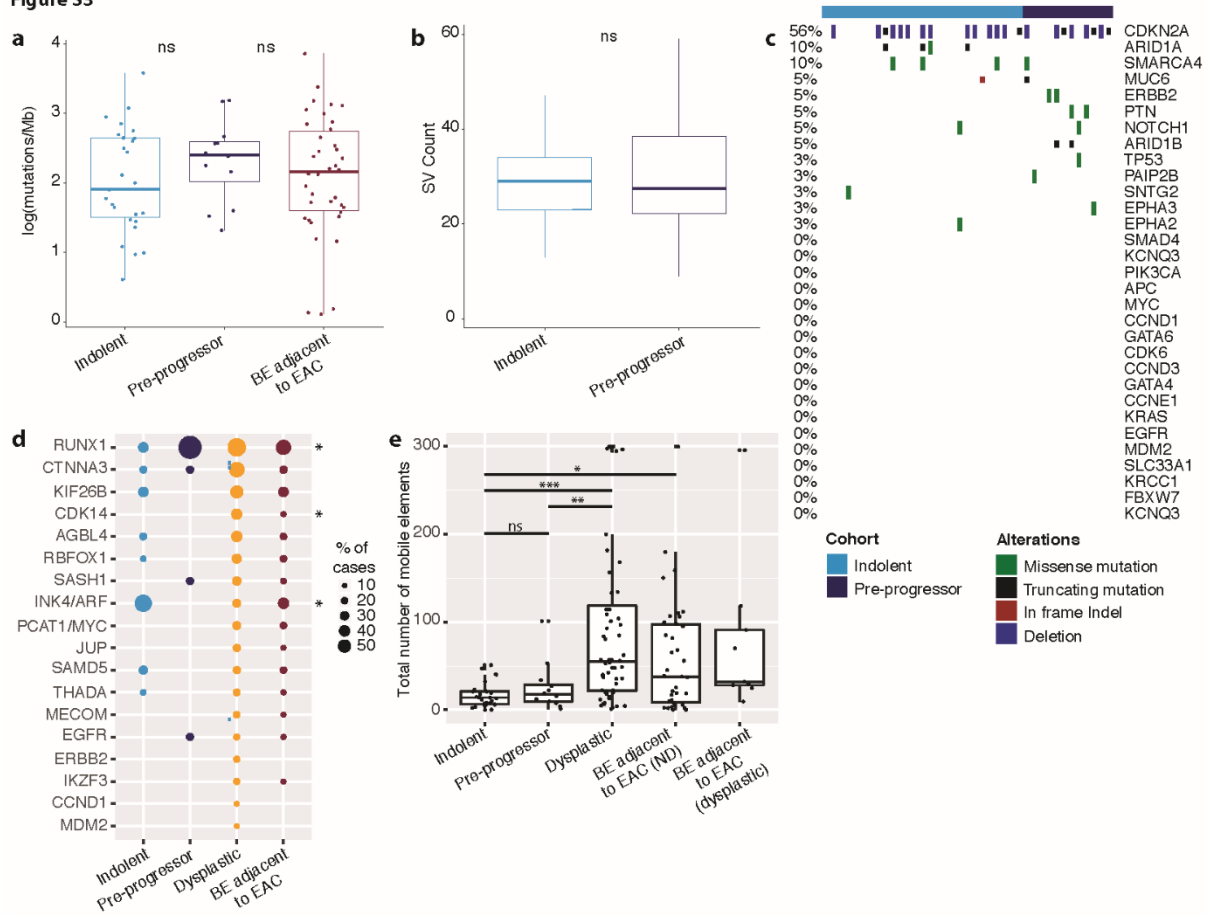 Figure S3
a
4
3
2
1
0
log(mutations/Mb)
ns
ns
Indolent
Pre-progressor
BE adjacent
to EAC
b
60
40
20
0
SV Count
ns
Indolent
Pre-progressor
c
56% CDKN2A
10% ARID1A
10% SMARCA4
5% MUC6
5% ERBB2
5% PTN
5% NOTCH1
5% ARID1B
3% TP53
3% PAIP2B
3% SNTG2
3% EPHA3
3% EPHA2
0% SMAD4
0% KCNQ3
0% PIK3CA
0% APC
0% MYC
0% CCND1
0% GATA6
0% CDK6
0% CCND3
0% GATA4
0% CCNE1
0% KRAS
0% EGFR
0% MDM2
0% SLC33A1
0% KRCC1
0% FBXW7
0% KCNQ3
Cohort
Indolent
Pre-progressor
Alterations
Missense mutation
Truncating mutation
In frame Indel
Deletion
d
RUNX1 *
CTNNA3
KIF26B
CDK14 *
AGBL4
RBFOX1
SASH1
INK4/ARF *
PCAT1/MYC
JUP
SAMD5
THADA
MECOM
EGFR
ERBB2
IKZF3
CCND1
MDM2
Indolent
Pre-progressor
Dysplastic
BE adjacent
to EAC
% of
cases
10
20
30
40
50
e
300
200
100
0
Total number of mobile elements
*
***
**
ns
Indolent
Pre-progressor
Dysplastic
BE adjacent
to EAC (ND)
BE adjacent
to EAC
(dysplastic)